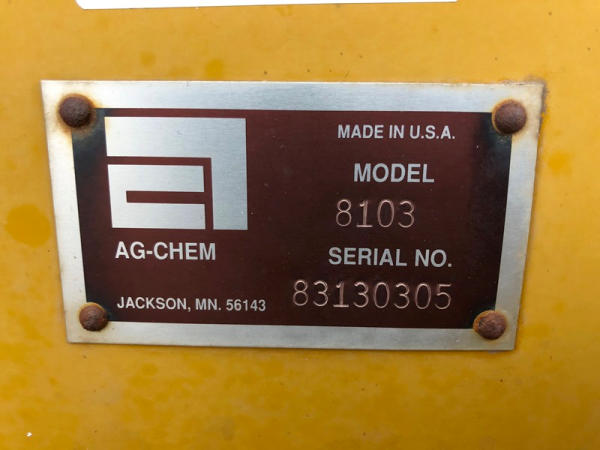 MADE IN U.S.A.
MODEL
8103
AG-CHEM
SERIAL NO.
JACKSON, MN. 56143
83130305